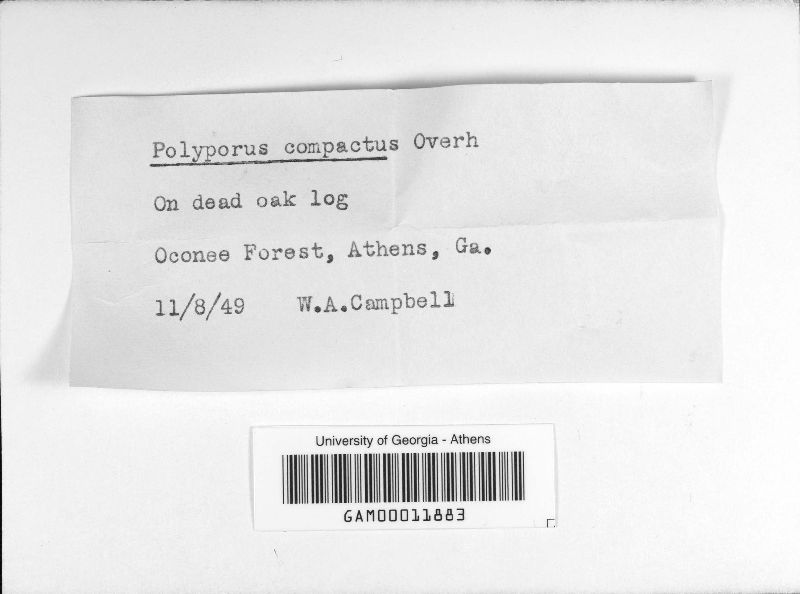 Polyporus compactus Overh
On dead oak log
Oconee Forest, Athens, Ga.
11/8/49 W.A.Campbell
University of Georgia - Athens
GAM00011883